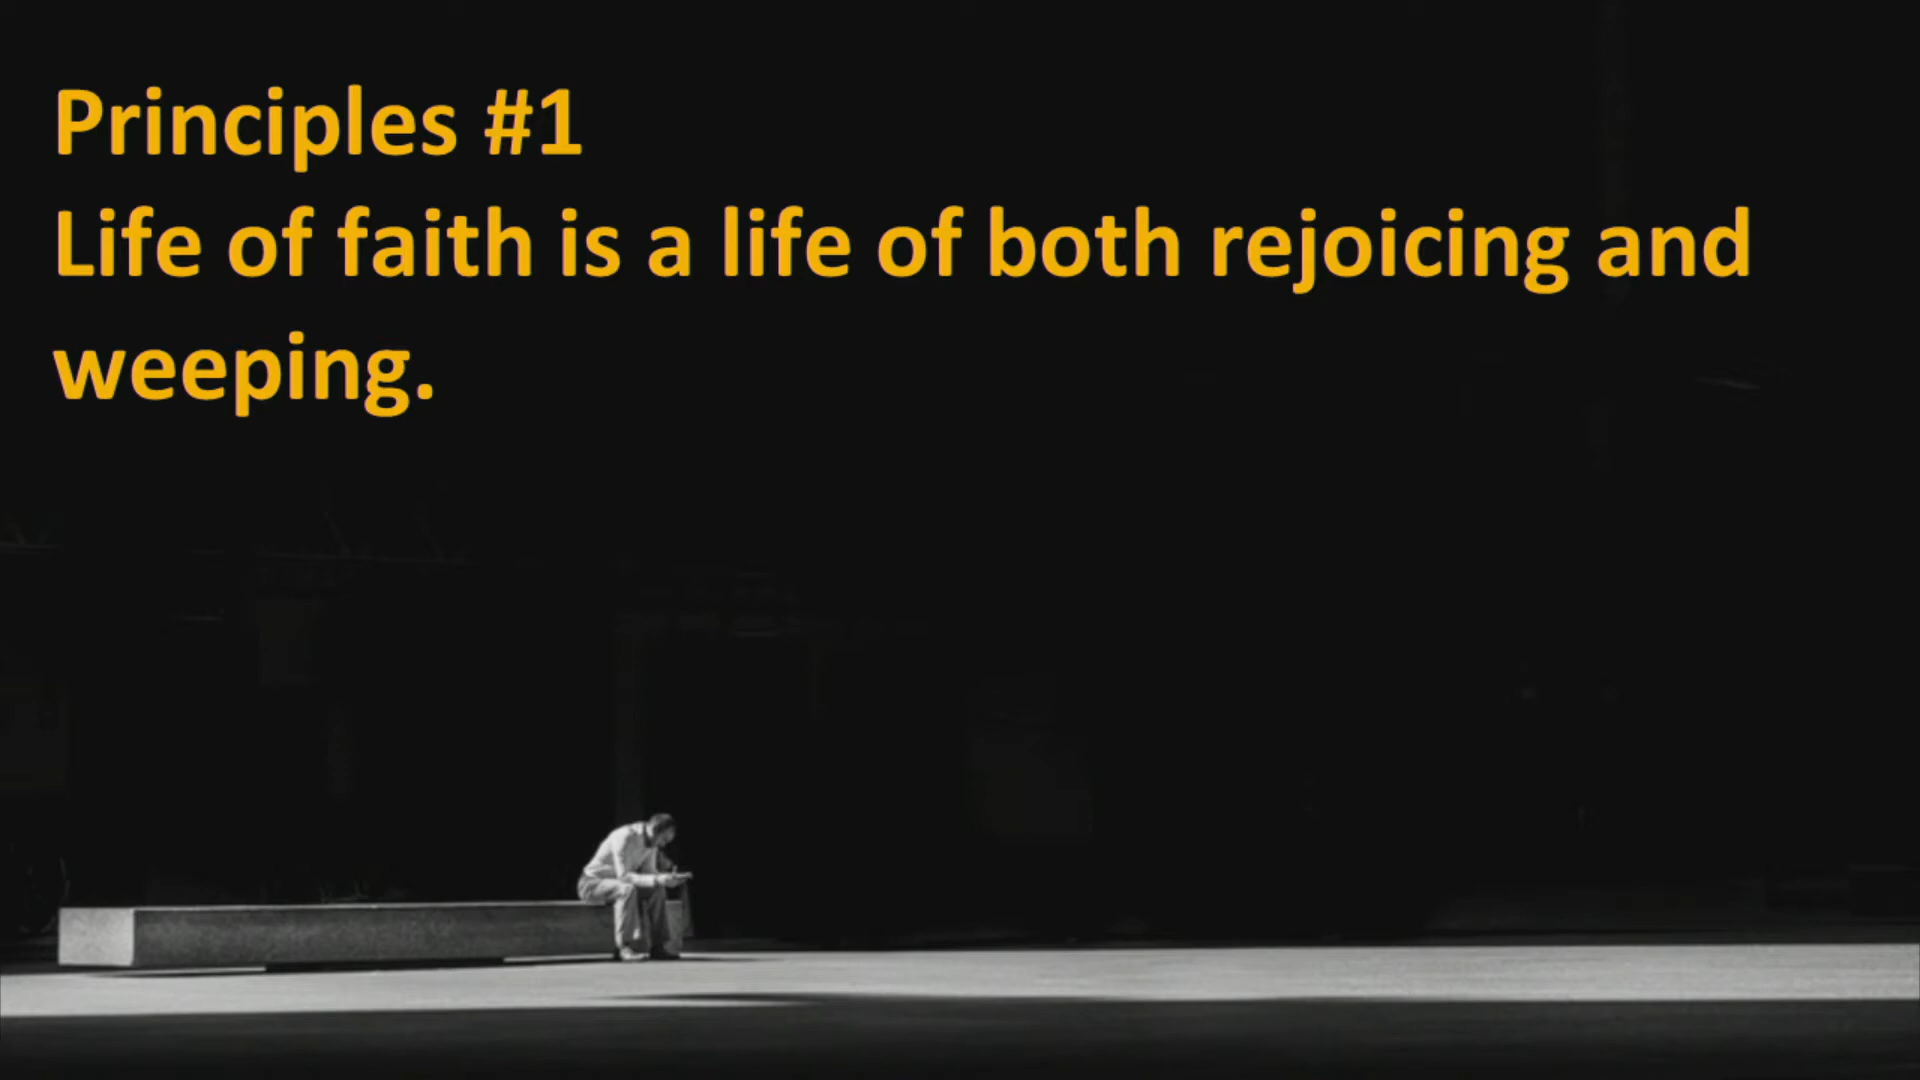 Principles #1
Life of faith is a life of both rejoicing and
weeping.